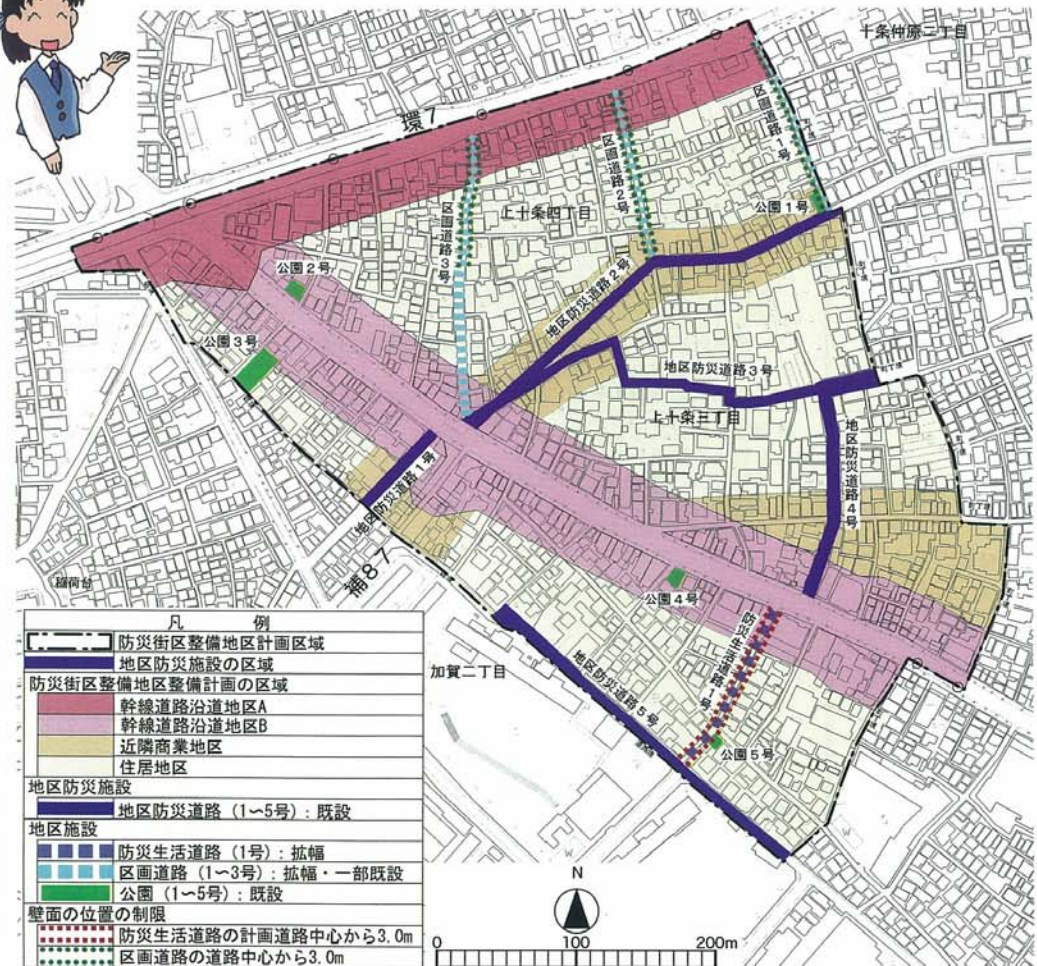 十条仲原二丁目
環7
区画道路1号
区画道路2号
公園1号
上十条四丁目
区画道路3号
公園2号
地区防災道路2号
公園3号
地区防災道路3号
上十条三丁目
地区防災道路4号
地区防災道路1号
補87
稲荷台
公園4号
防災生活道路1号
加賀二丁目
地区防災道路5号
公園5号
凡 例
防災街区整備地区計画区域
地区防災施設の区域
防災街区整備地区整備計画の区域
幹線道路沿道地区A
幹線道路沿道地区B
近隣商業地区
住居地区
地区防災施設
地区防災道路(1～5号):既設
地区施設
防災生活道路(1号):拡幅
区画道路(1～3号):拡幅・一部既設
公園(1～5号):既設
壁面の位置の制限
防災生活道路の計画道路中心から3.0m
区画道路の道路中心から3.0m
N
0 100 200m